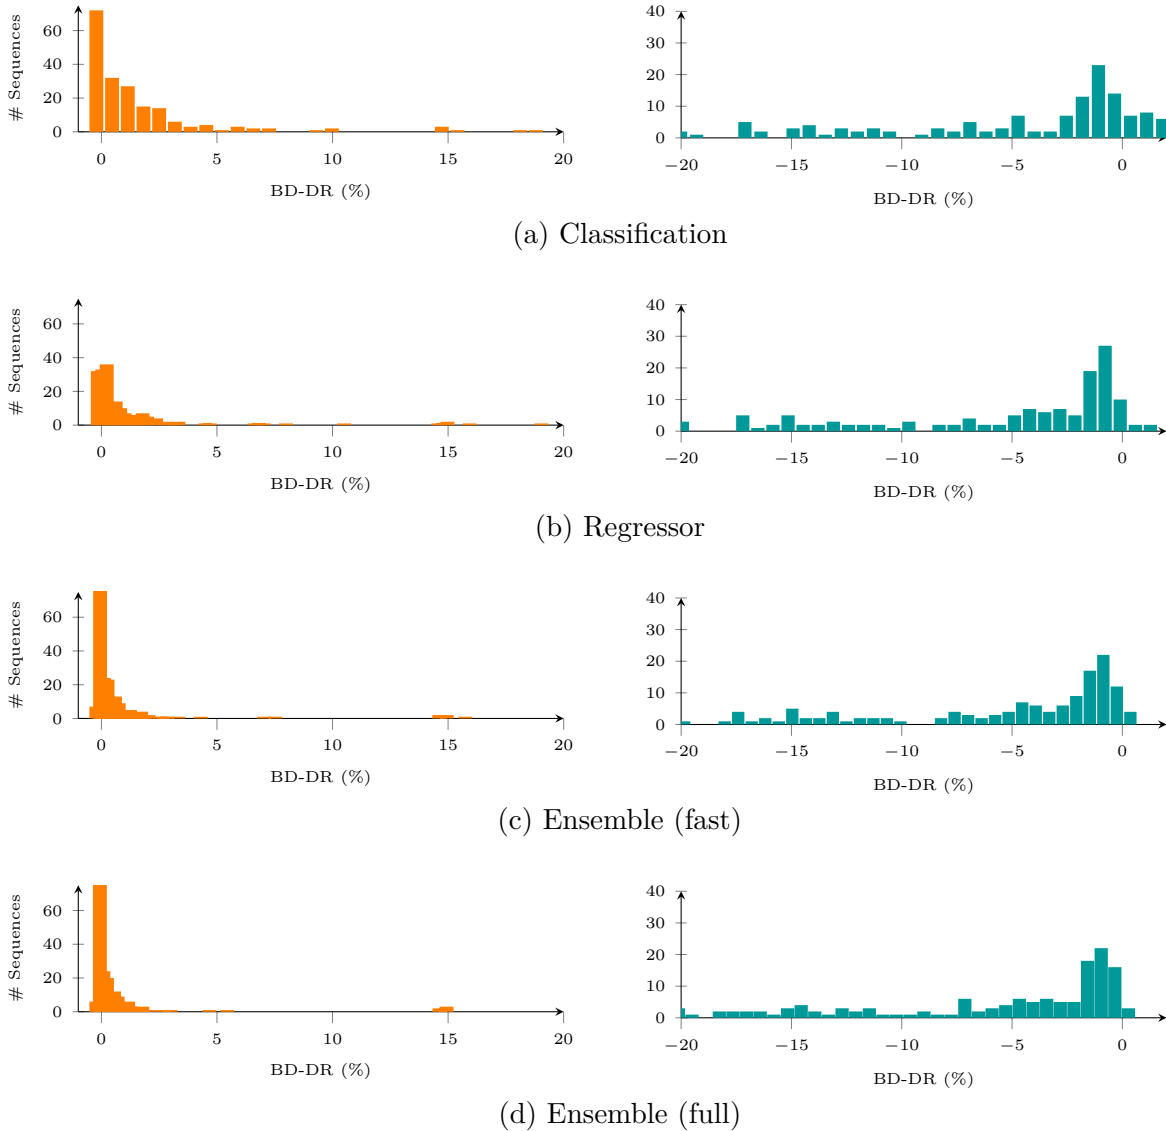 # Sequences
60
40
20
0
0 5 10 15 20
BD-DR (%)
40
30
20
10
0
−20 −15 −10 −5 0
BD-DR (%)
(a) Classification
# Sequences
60
40
20
0
0 5 10 15 20
BD-DR (%)
40
30
20
10
0
−20 −15 −10 −5 0
BD-DR (%)
(b) Regressor
# Sequences
60
40
20
0
0 5 10 15 20
BD-DR (%)
40
30
20
10
0
−20 −15 −10 −5 0
BD-DR (%)
(c) Ensemble (fast)
# Sequences
60
40
20
0
0 5 10 15 20
BD-DR (%)
40
30
20
10
0
−20 −15 −10 −5 0
BD-DR (%)
(d) Ensemble (full)